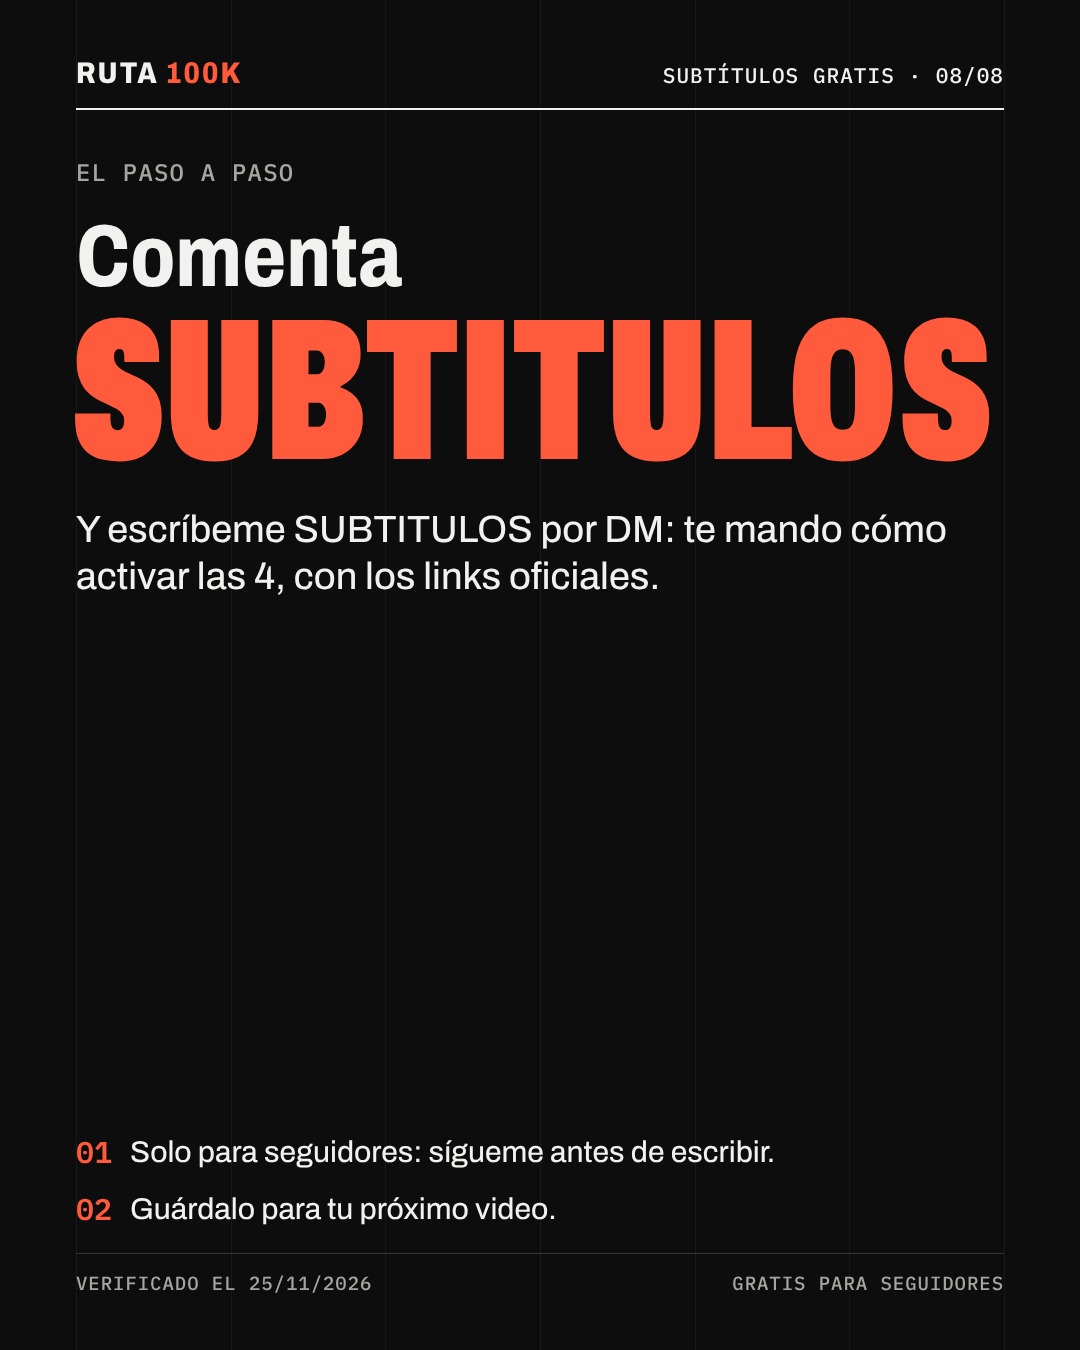 RUTA 100K
SUBTÍTULOS GRATIS · 08/08
EL PASO A PASO
Comenta
SUBTITULOS
Y escríbeme SUBTITULOS por DM: te mando cómo
activar las 4, con los links oficiales.
01 Solo para seguidores: sígueme antes de escribir.
02 Guárdalo para tu próximo video.
VERIFICADO EL 25/11/2026
GRATIS PARA SEGUIDORES